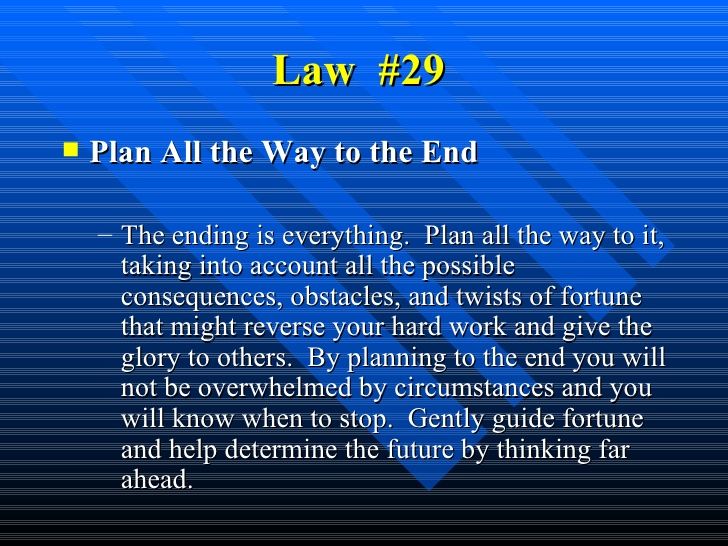 Law  #29
Plan All the Way to the End
– The ending is everything.  Plan all the way to it,
taking into account all the possible
consequences, obstacles, and twists of fortune
that might reverse your hard work and give the
glory to others.  By planning to the end you will
not be overwhelmed by circumstances and you
will know when to stop.  Gently guide fortune
and help determine the future by thinking far
ahead.